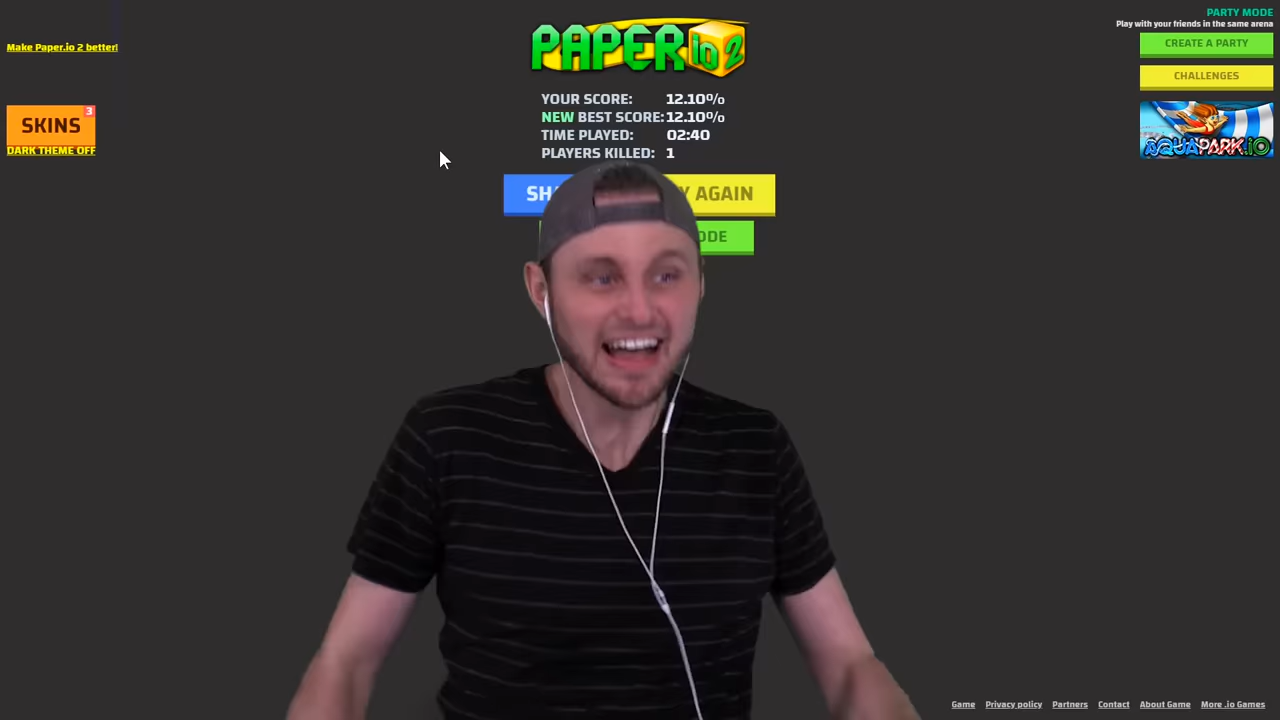 PARTY MODE
Play with your friends in the same arena
Make Paper.io 2 better!
PAPER io 2
CREATE A PARTY
CHALLENGES
YOUR SCORE: 12.10%
NEW BEST SCORE: 12.10%
TIME PLAYED: 02:40
PLAYERS KILLED: 1
SKINS 3
DARK THEME OFF
AQUAPARK.IO
AGAIN
Game Privacy policy Partners Contact About Game More .io Games